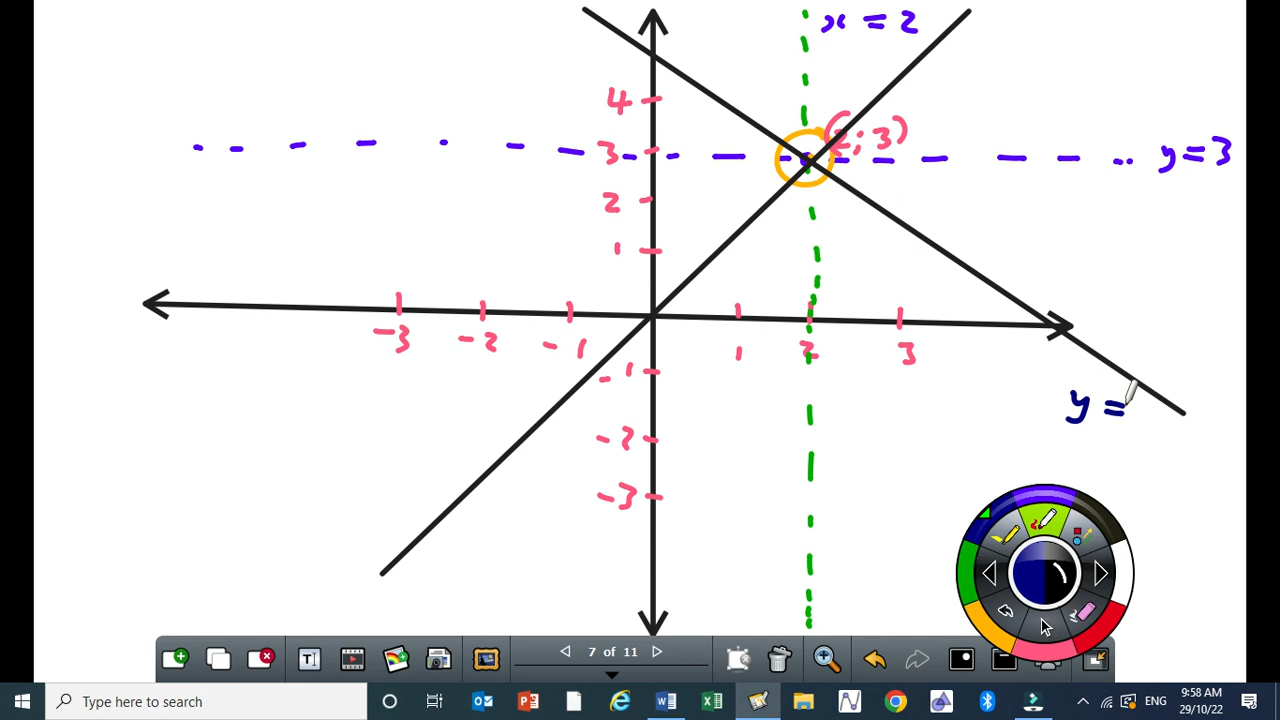 x = 2
4
(2; 3)
3
y = 3
2
1
-3 -2 -1 1 2 3
-1
y =
-2
-3
7 of 11
Type here to search
ENG
9:58 AM
29/10/22